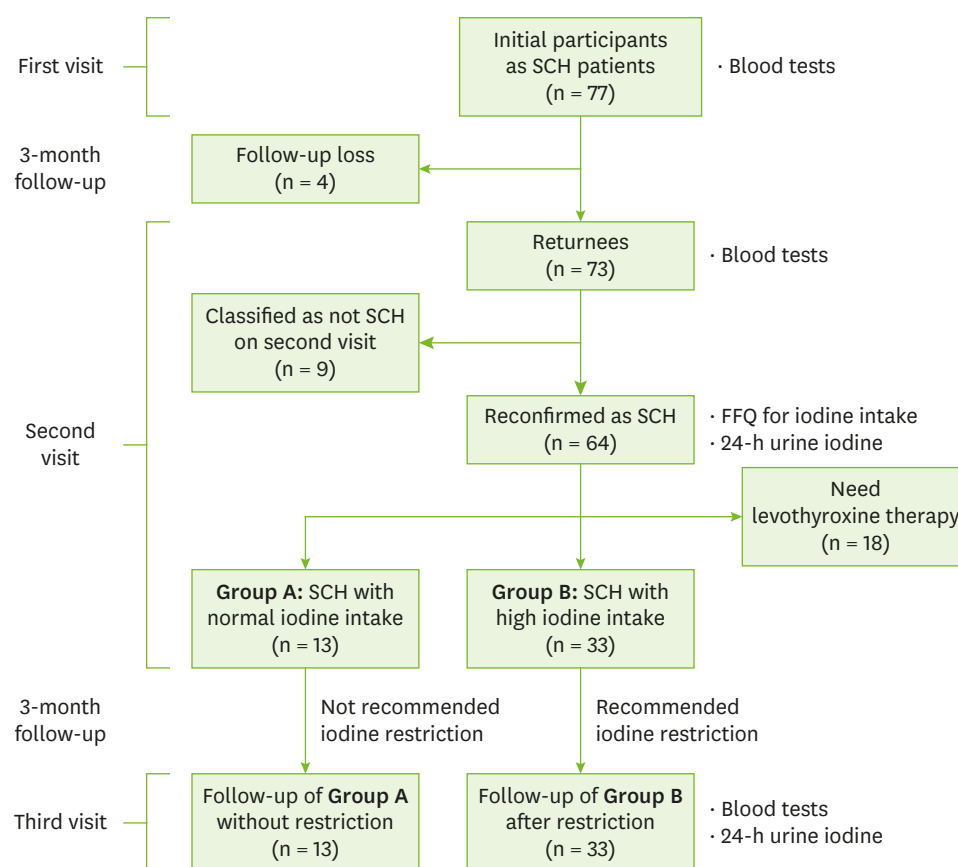 First visit
Initial participants
as SCH patients
(n = 77)
· Blood tests
3-month
follow-up
Follow-up loss
(n = 4)
Returnees
(n = 73)
· Blood tests
Classified as not SCH
on second visit
(n = 9)
Second
visit
Reconfirmed as SCH
(n = 64)
· FFQ for iodine intake
· 24-h urine iodine
Need
levothyroxine therapy
(n = 18)
Group A: SCH with
normal iodine intake
(n = 13)
Group B: SCH with
high iodine intake
(n = 33)
3-month
follow-up
Not recommended
iodine restriction
Recommended
iodine restriction
Third visit
Follow-up of Group A
without restriction
(n = 13)
Follow-up of Group B
after restriction
(n = 33)
· Blood tests
· 24-h urine iodine